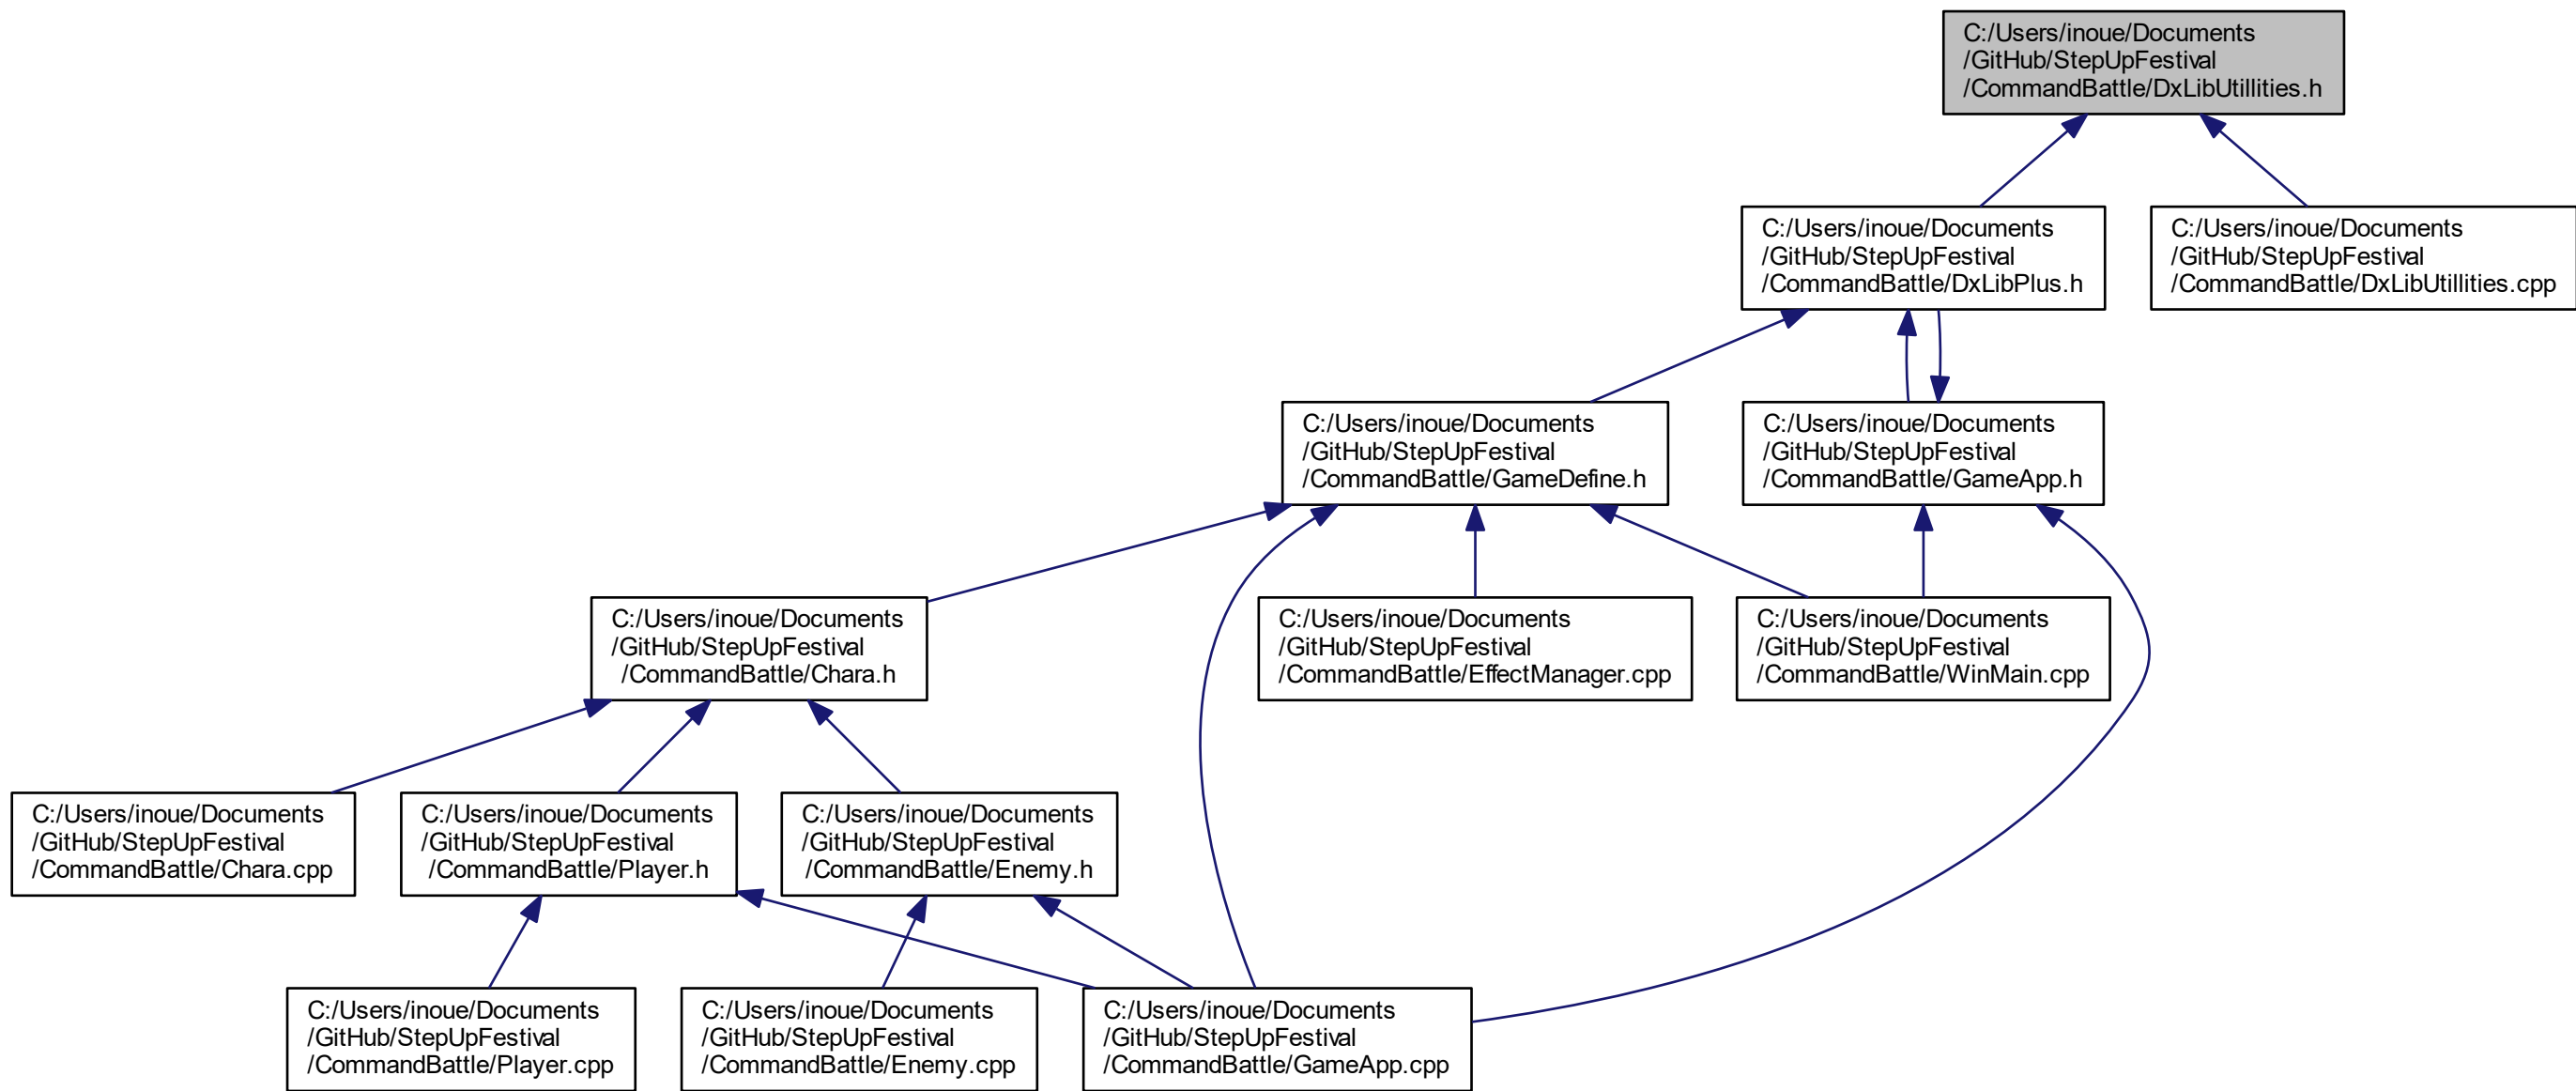 C:/Users/inoue/Documents
/GitHub/StepUpFestival
/CommandBattle/DxLibUtillities.h
C:/Users/inoue/Documents
/GitHub/StepUpFestival
/CommandBattle/DxLibPlus.h
C:/Users/inoue/Documents
/GitHub/StepUpFestival
/CommandBattle/DxLibUtillities.cpp
C:/Users/inoue/Documents
/GitHub/StepUpFestival
/CommandBattle/GameDefine.h
C:/Users/inoue/Documents
/GitHub/StepUpFestival
/CommandBattle/GameApp.h
C:/Users/inoue/Documents
/GitHub/StepUpFestival
/CommandBattle/Chara.h
C:/Users/inoue/Documents
/GitHub/StepUpFestival
/CommandBattle/EffectManager.cpp
C:/Users/inoue/Documents
/GitHub/StepUpFestival
/CommandBattle/WinMain.cpp
C:/Users/inoue/Documents
/GitHub/StepUpFestival
/CommandBattle/Chara.cpp
C:/Users/inoue/Documents
/GitHub/StepUpFestival
/CommandBattle/Player.h
C:/Users/inoue/Documents
/GitHub/StepUpFestival
/CommandBattle/Enemy.h
C:/Users/inoue/Documents
/GitHub/StepUpFestival
/CommandBattle/Player.cpp
C:/Users/inoue/Documents
/GitHub/StepUpFestival
/CommandBattle/Enemy.cpp
C:/Users/inoue/Documents
/GitHub/StepUpFestival
/CommandBattle/GameApp.cpp